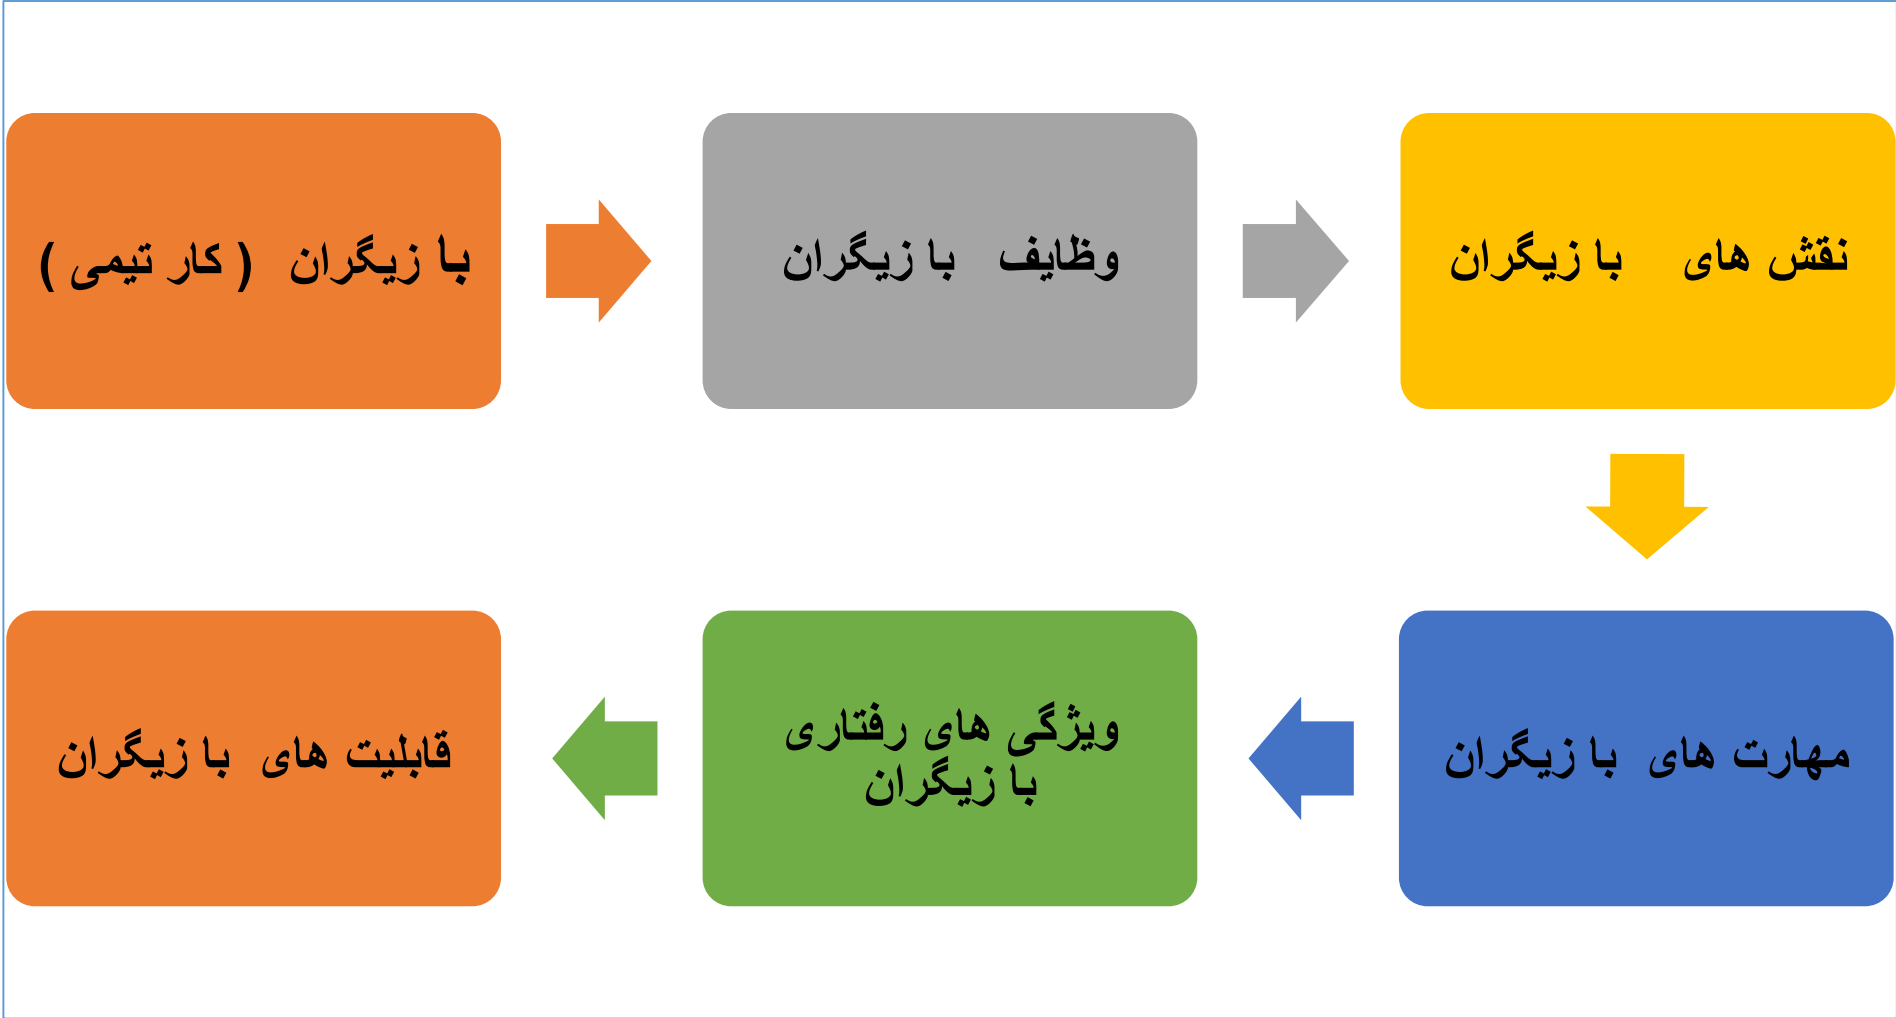 با زیگران ( کار تیمی )
وظایف با زیگران
نقش های با زیگران
مهارت های با زیگران
ویژگی های رفتاری
با زیگران
قابلیت های با زیگران